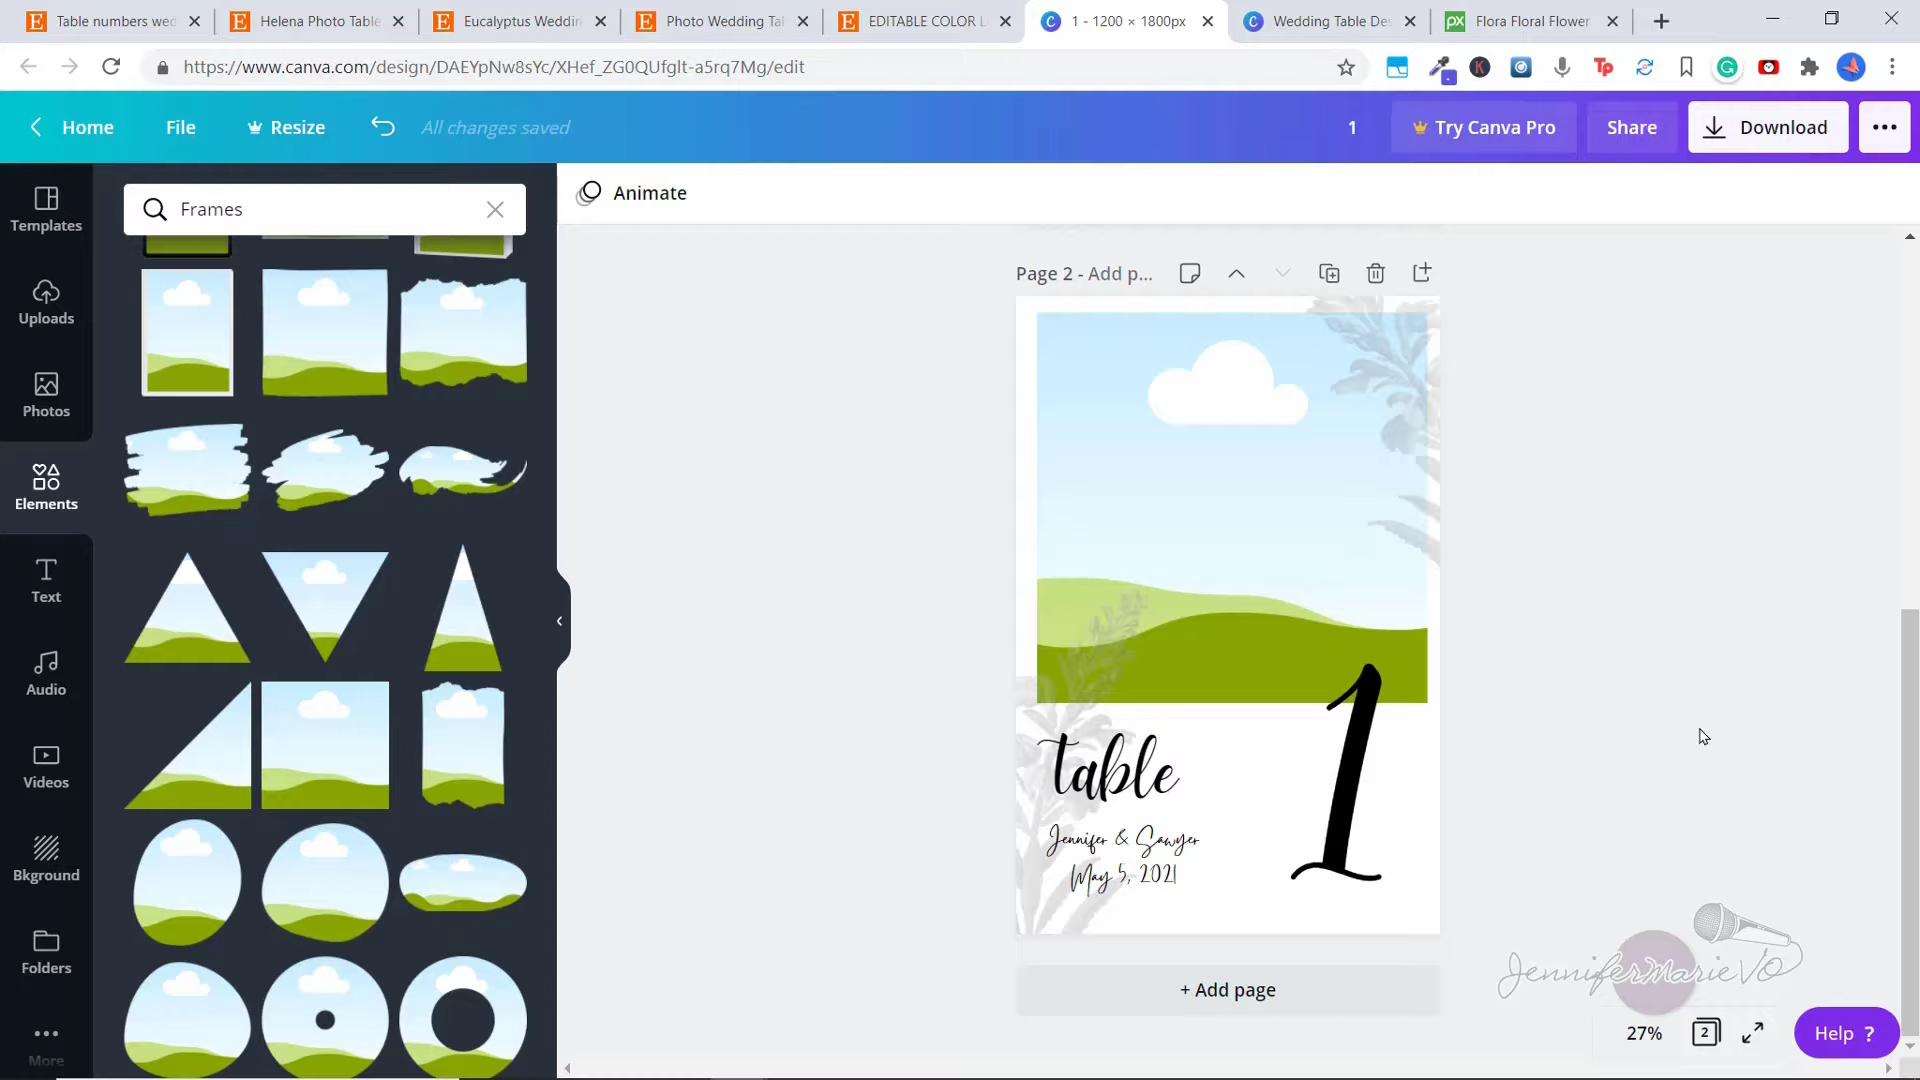 Table numbers wed
Helena Photo Table
Eucalyptus Weddin
Photo Wedding Ta
EDITABLE COLOR L
1 - 1200 × 1800px
Wedding Table Des
Flora Floral Flower
https://www.canva.com/design/DAEYpNw8sYc/XHef_ZG0QUfglt-a5rq7Mg/edit
Home
File
Resize
All changes saved
1
Try Canva Pro
Share
Download
Templates
Uploads
Photos
Elements
Text
Audio
Videos
Bkground
Folders
More
Frames
Animate
Page 2 - Add p...
table
1
Jennifer & Sawyer
May 5, 2021
+ Add page
JenniferMarieVO
27%
2
Help ?